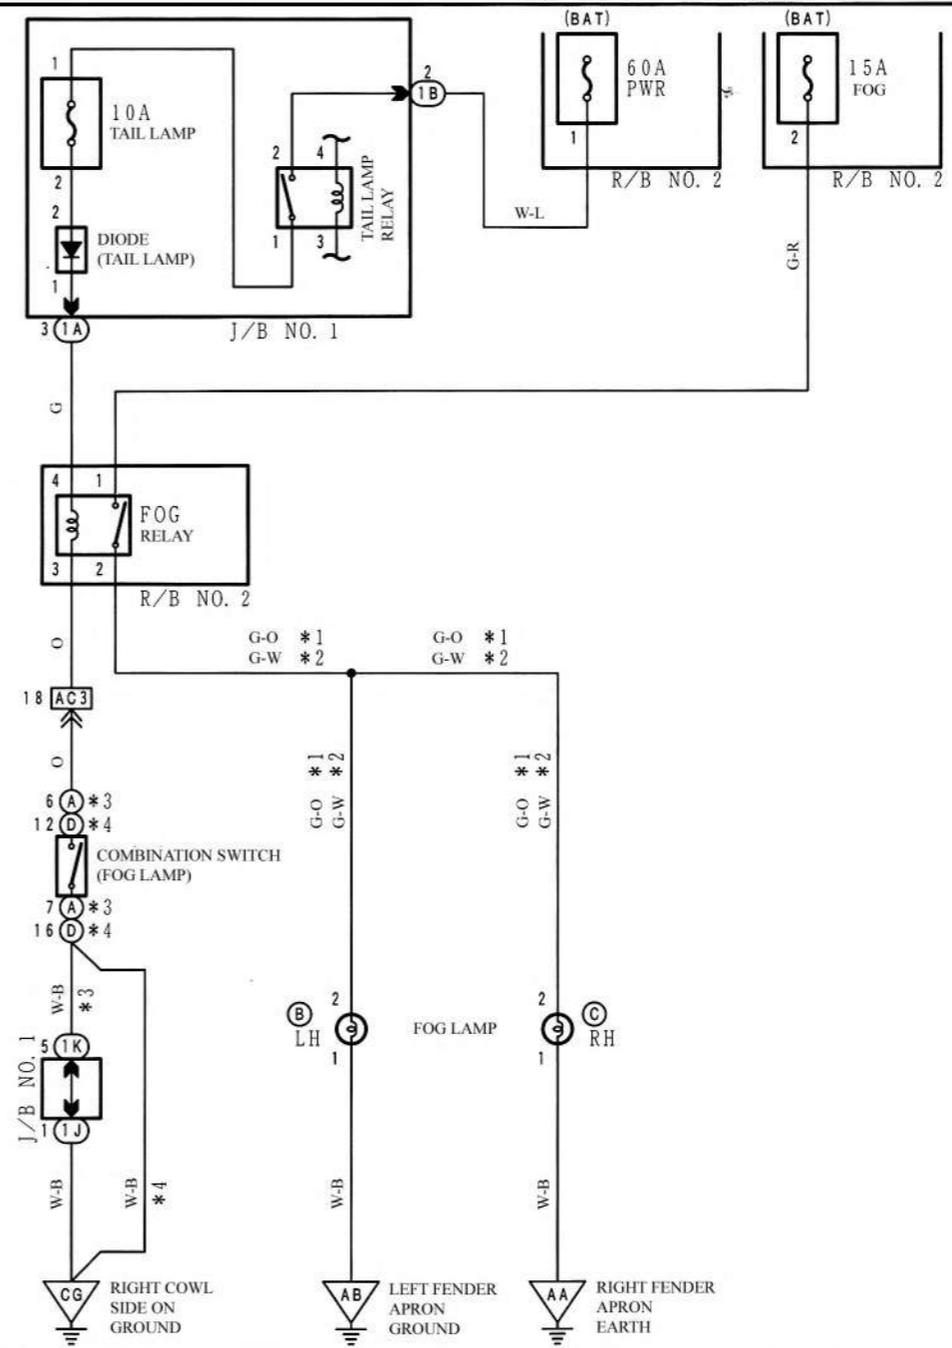 (BAT)
(BAT)
1
10A
TAIL LAMP
2
2
DIODE
(TAIL LAMP)
1
3 1A
2
4
1
3
TAIL LAMP
RELAY
J/B NO. 1
2
1B
60A
PWR
1
R/B NO. 2
W-L
15A
FOG
2
R/B NO. 2
G-R
G
4
1
FOG
RELAY
3
2
R/B NO. 2
O
18 AC3
O
G-O *1
G-W *2
G-O *1
G-W *2
G-O *1
G-W *2
G-O *1
G-W *2
6 A *3
12 D *4
COMBINATION SWITCH
(FOG LAMP)
7 A *3
16 D *4
W-B *3
5 1K
J/B NO. 1
1 1J
W-B
W-B *4
B
LH
2
1
FOG LAMP
2
1
C
RH
W-B
W-B
CG
RIGHT COWL
SIDE ON
GROUND
AB
LEFT FENDER
APRON
GROUND
AA
RIGHT FENDER
APRON
EARTH